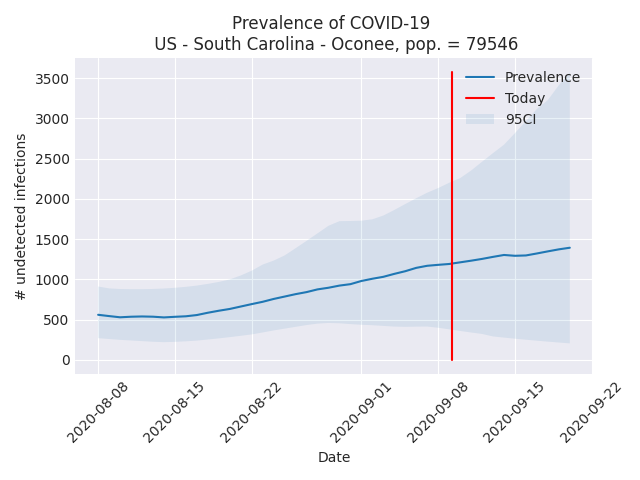 Prevalence of COVID-19
US - South Carolina - Oconee, pop. = 79546
3500
3000
2500
2000
1500
1000
500
0
# undetected infections
Prevalence
Today
95CI
2020-08-08
2020-08-15
2020-08-22
2020-09-01
2020-09-08
2020-09-15
2020-09-22
Date